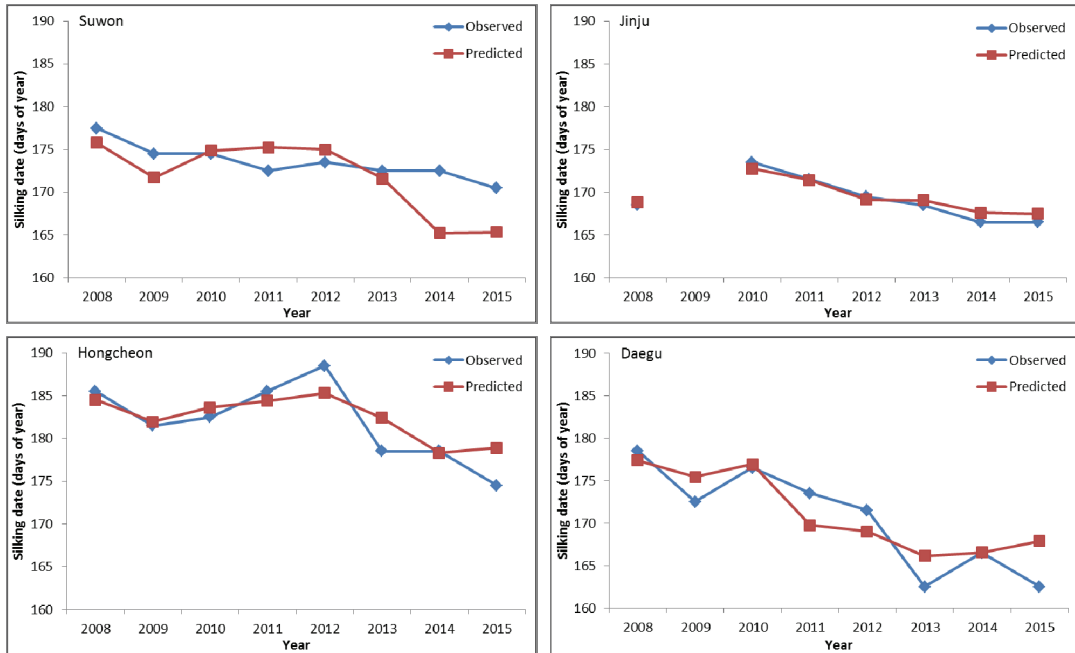 Suwon
Observed
Predicted
Silking date (days of year)
190
185
180
175
170
165
160
2008 2009 2010 2011 2012 2013 2014 2015
Year
Jinju
Observed
Predicted
Silking date (days of year)
190
185
180
175
170
165
160
2008 2009 2010 2011 2012 2013 2014 2015
Year
Hongcheon
Observed
Predicted
Silking date (days of year)
190
185
180
175
170
165
160
2008 2009 2010 2011 2012 2013 2014 2015
Year
Daegu
Observed
Predicted
Silking date (days of year)
190
185
180
175
170
165
160
2008 2009 2010 2011 2012 2013 2014 2015
Year